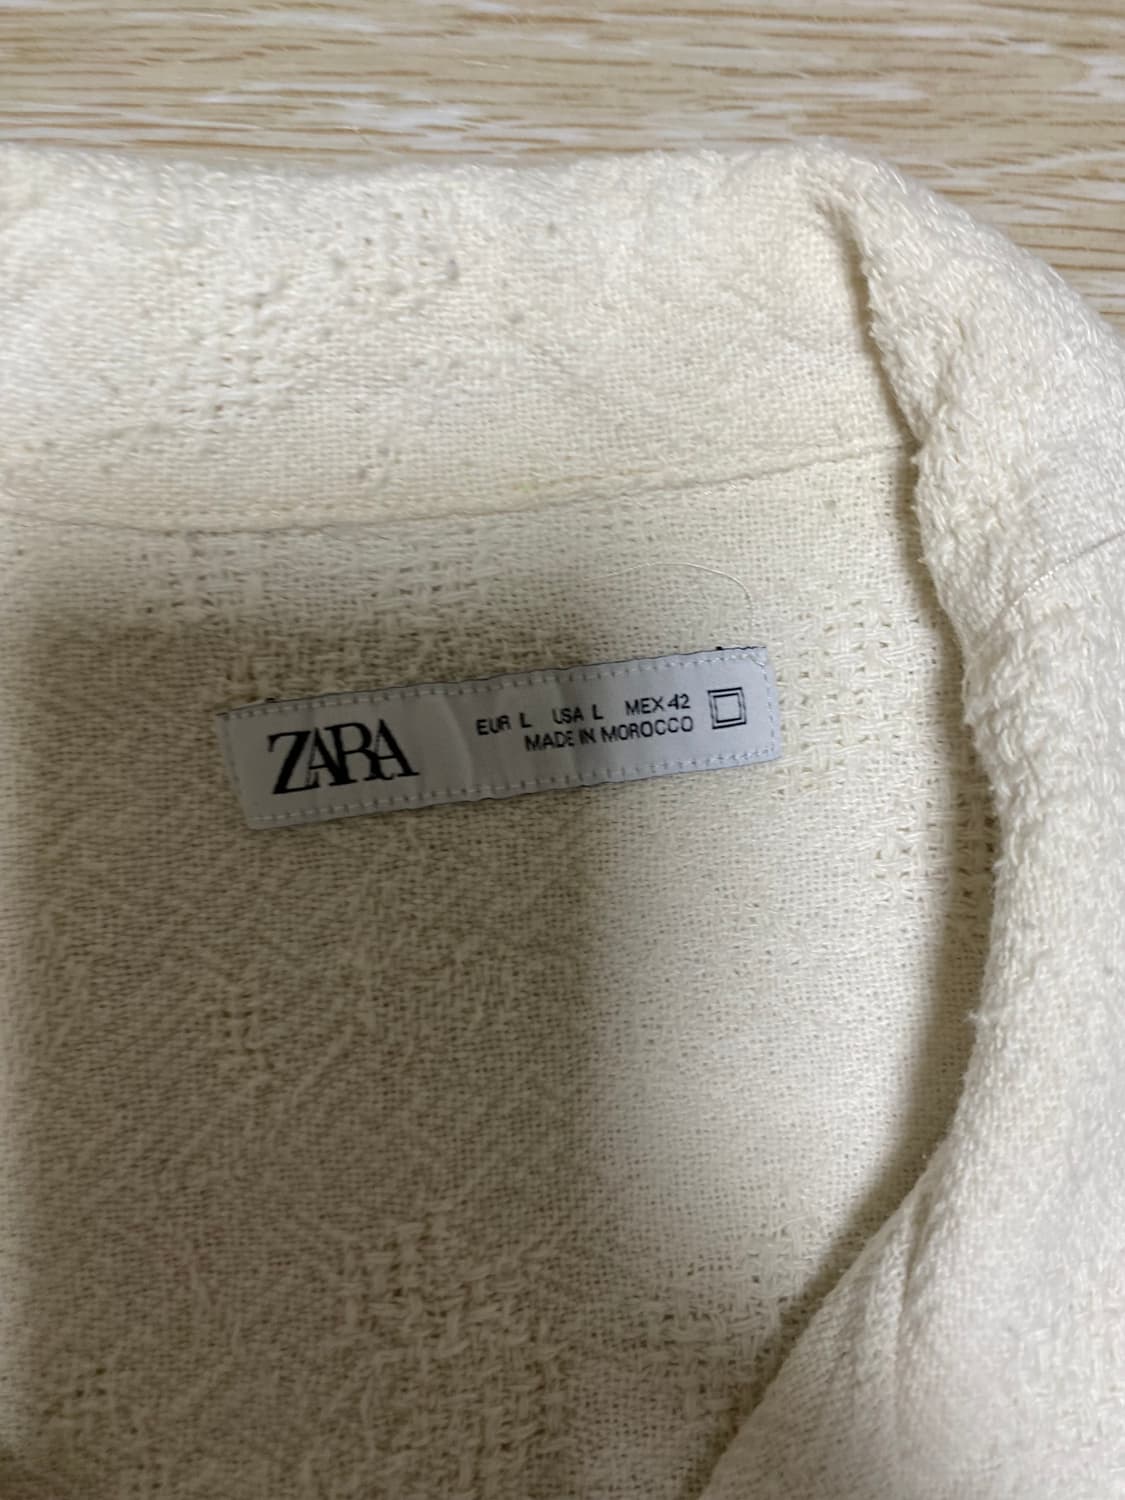 ZARA
EUR L USA L MEX 42
MADE IN MOROCCO